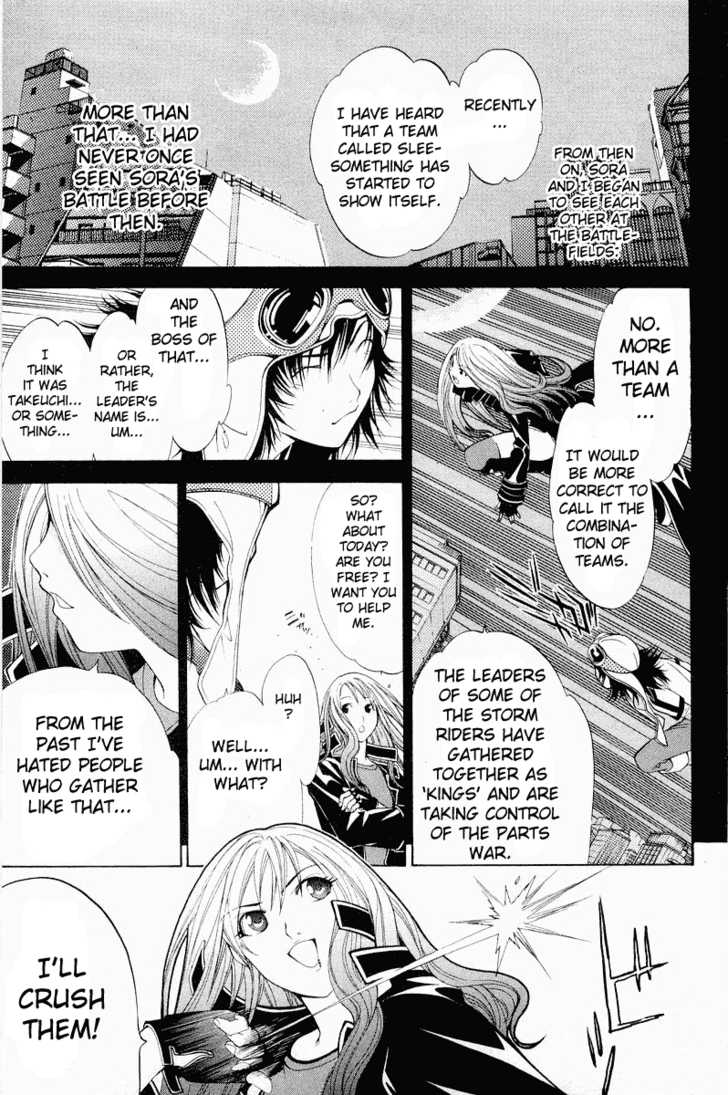 FROM THEN
ON, SORA
AND I BEGAN
TO SEE EACH
OTHER AT
THE BATTLE-
FIELDS.
RECENTLY
...
I HAVE HEARD
THAT A TEAM
CALLED SLEE-
SOMETHING HAS
STARTED TO
SHOW ITSELF.
MORE THAN
THAT... I HAD
NEVER ONCE
SEEN SORA'S
BATTLE BEFORE
THEN.
NO.
MORE
THAN A
TEAM
...
IT WOULD
BE MORE
CORRECT TO
CALL IT THE
COMBINA-
TION OF
TEAMS.
THE LEADERS
OF SOME OF
THE STORM
RIDERS HAVE
GATHERED
TOGETHER AS
'KINGS' AND ARE
TAKING CONTROL
OF THE PARTS
WAR.
AND
THE
BOSS OF
THAT...
OR
RATHER,
THE
LEADER'S
NAME IS...
UM...
I
THINK
IT WAS
TAKEUCHI...
OR SOME-
THING...
SO?
WHAT
ABOUT
TODAY?
ARE YOU
FREE? I
WANT YOU
TO HELP
ME.
HUH
?
WELL...
UM... WITH
WHAT?
FROM THE
PAST I'VE
HATED PEOPLE
WHO GATHER
LIKE THAT...
I'LL
CRUSH
THEM!